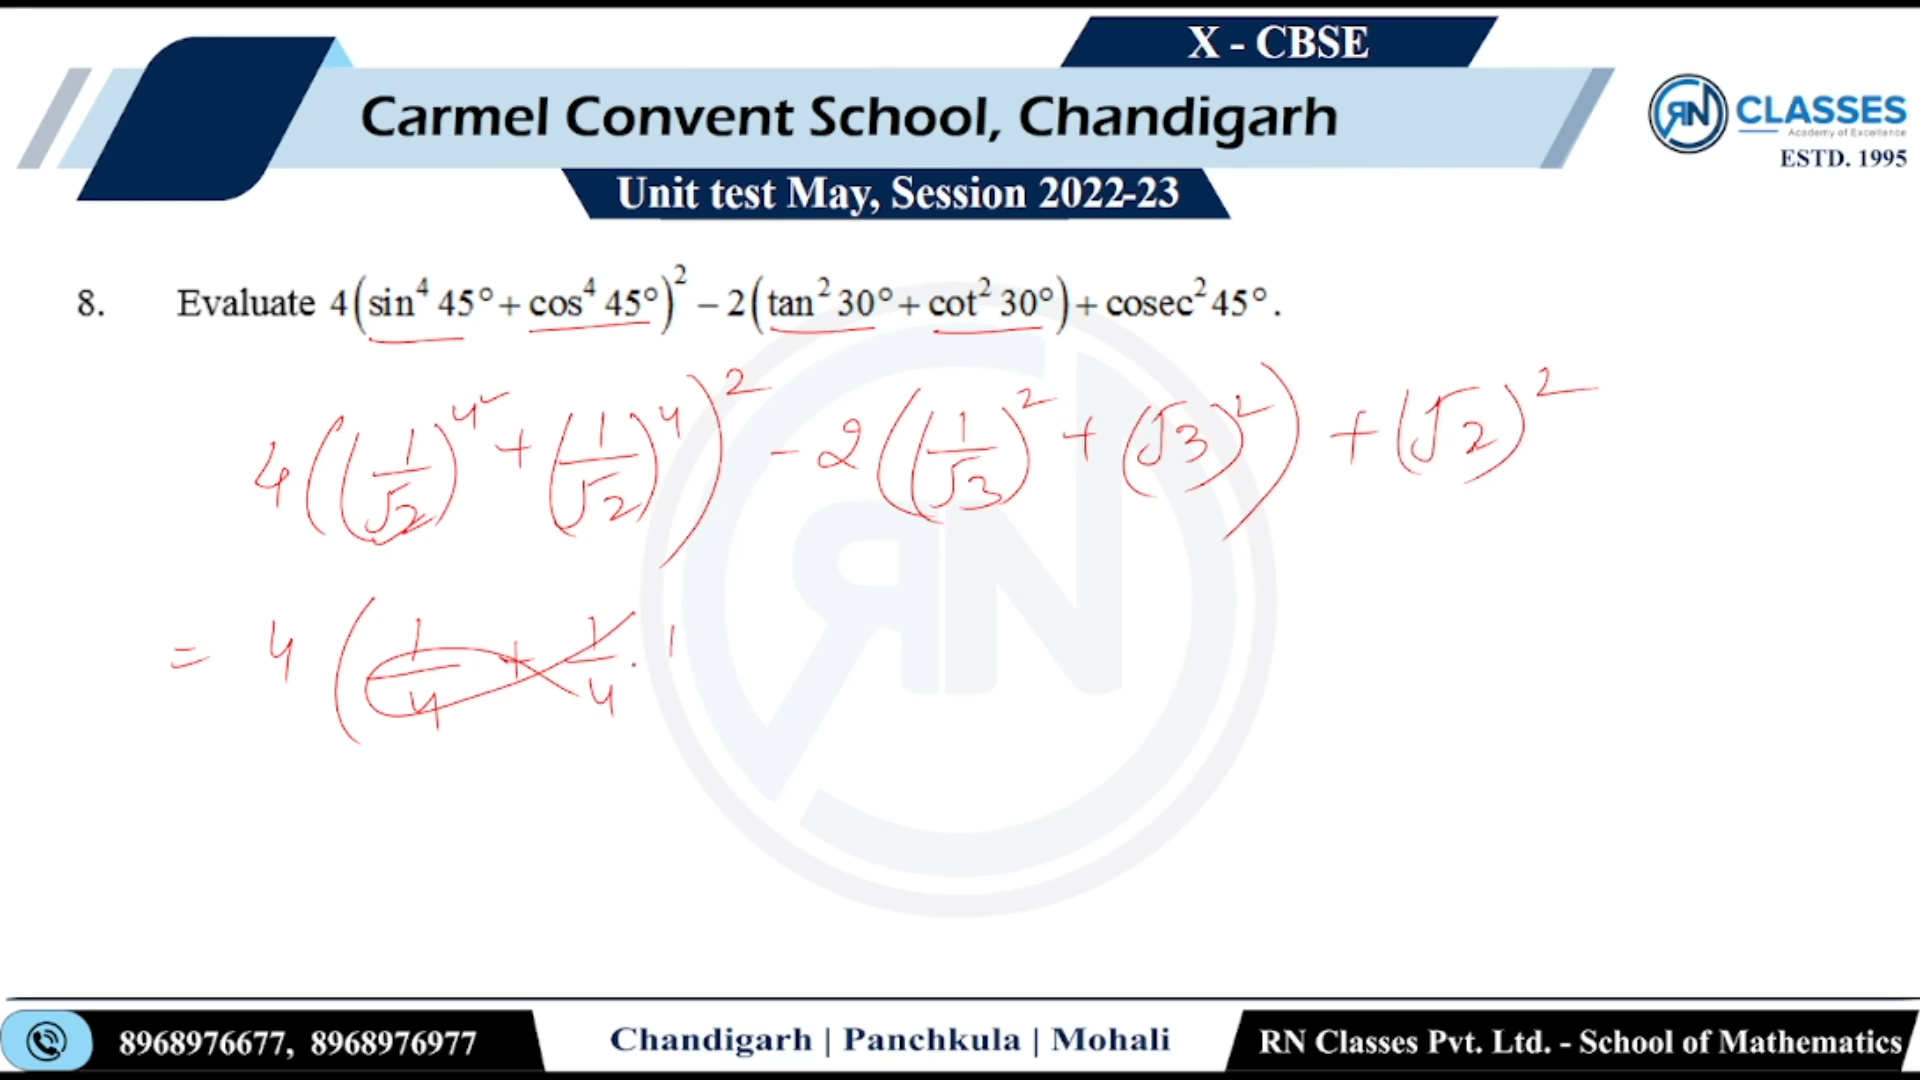 X - CBSE
Carmel Convent School, Chandigarh
RN CLASSES
Academy of Excellence
ESTD. 1995
Unit test May, Session 2022-23
8. Evaluate 4(sin⁴ 45° + cos⁴ 45°)² – 2(tan² 30° + cot² 30°) + cosec² 45°.
4((1/√2)⁴ + (1/√2)⁴)² - 2((1/√3)² + (√3)²) + (√2)²
= 4 (1/4 + 1/4 . 1
RN
8968976677, 8968976977
Chandigarh | Panchkula | Mohali
RN Classes Pvt. Ltd. - School of Mathematics